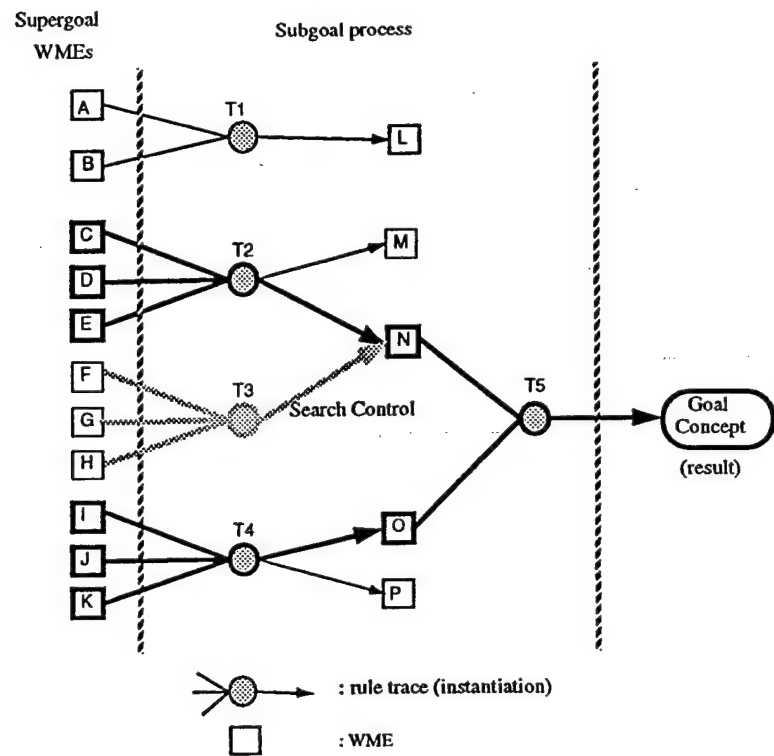 Supergoal
WMEs
Subgoal process
A
B
T1
L
C
D
E
T2
M
N
F
G
H
T3
Search Control
T5
Goal
Concept
(result)
I
J
K
T4
O
P
: rule trace (instantiation)
: WME